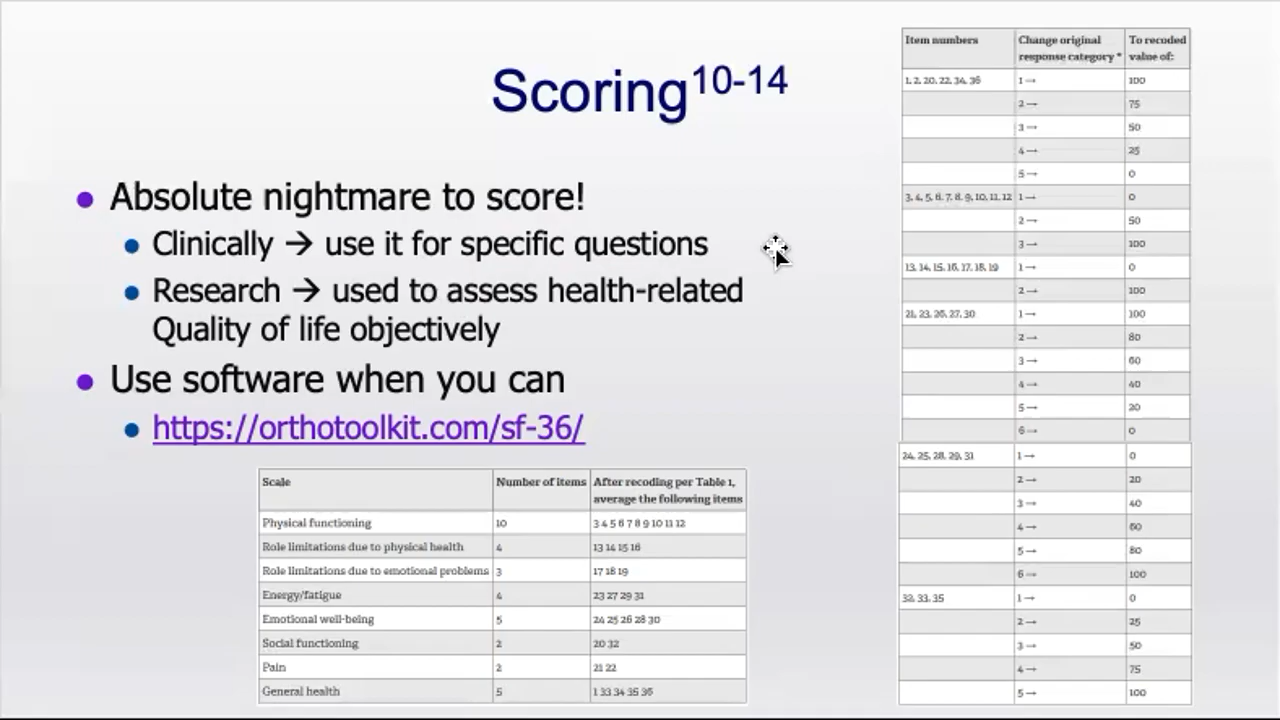 Scoring10-14
● Absolute nightmare to score!
● Clinically → use it for specific questions
● Research → used to assess health-related
Quality of life objectively
● Use software when you can
● https://orthotoolkit.com/sf-36/
Scale Number of items After recoding per Table 1,
average the following items
Physical functioning 10 3 4 5 6 7 8 9 10 11 12
Role limitations due to physical health 4 13 14 15 16
Role limitations due to emotional problems 3 17 18 19
Energy/fatigue 4 23 27 29 31
Emotional well-being 5 24 25 26 28 30
Social functioning 2 20 32
Pain 2 21 22
General health 5 1 33 34 35 36
Item numbers Change original To recoded
response category * value of:
1, 2, 20, 22, 34, 36 1 → 100
2 → 75
3 → 50
4 → 25
5 → 0
3, 4, 5, 6, 7, 8, 9, 10, 11, 12 1 → 0
2 → 50
3 → 100
13, 14, 15, 16, 17, 18, 19 1 → 0
2 → 100
21, 23, 26, 27, 30 1 → 100
2 → 80
3 → 60
4 → 40
5 → 20
6 → 0
24, 25, 28, 29, 31 1 → 0
2 → 20
3 → 40
4 → 60
5 → 80
6 → 100
32, 33, 35 1 → 0
2 → 25
3 → 50
4 → 75
5 → 100